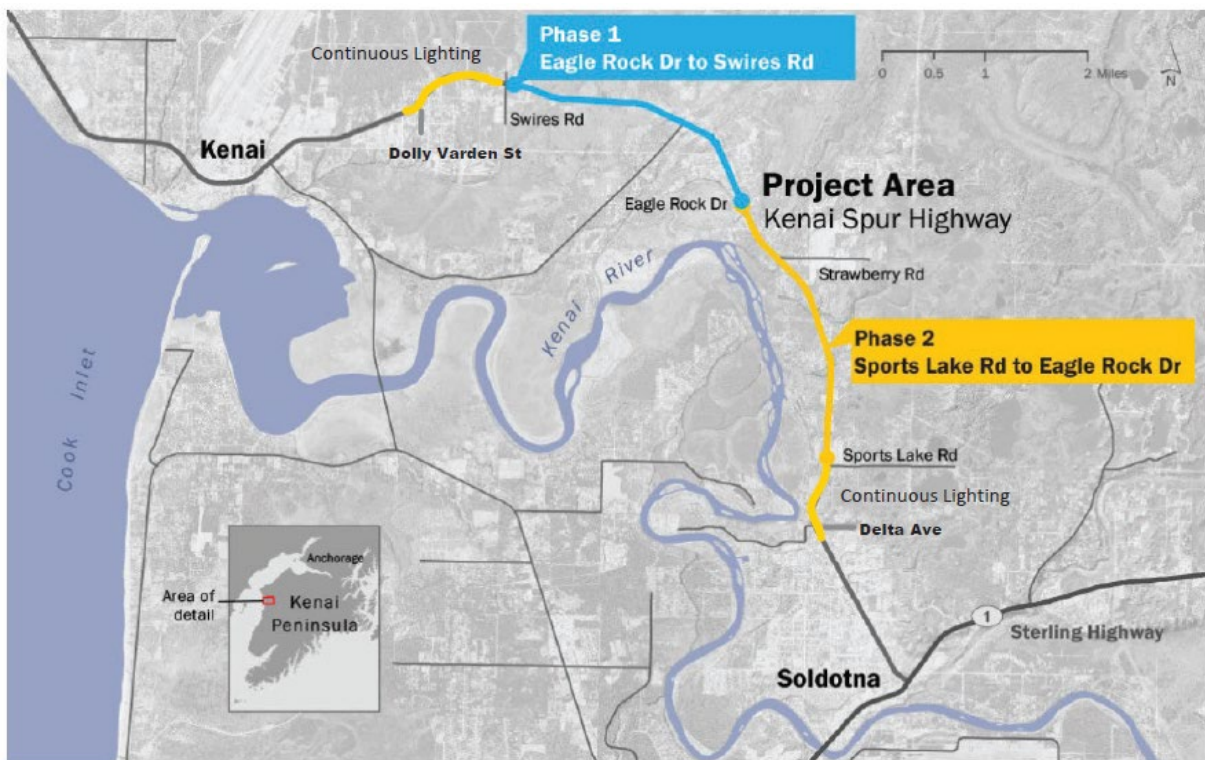 Phase 1
Eagle Rock Dr to Swires Rd
Continuous Lighting
0 0.5 1 2 Miles
N
Swires Rd
Kenai
Dolly Varden St
Project Area
Kenai Spur Highway
Eagle Rock Dr
Strawberry Rd
Kenai River
Phase 2
Sports Lake Rd to Eagle Rock Dr
Cook Inlet
Sports Lake Rd
Continuous Lighting
Delta Ave
Anchorage
Area of
detail
Kenai
Peninsula
1
Sterling Highway
Soldotna